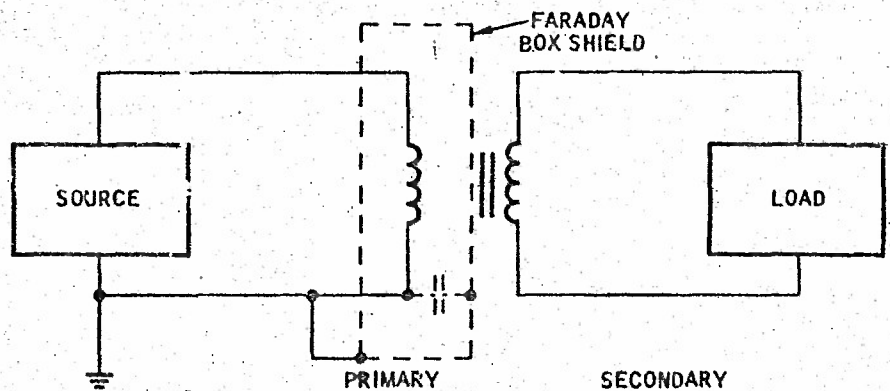 FARADAY
BOX SHIELD
SOURCE
LOAD
PRIMARY
SECONDARY